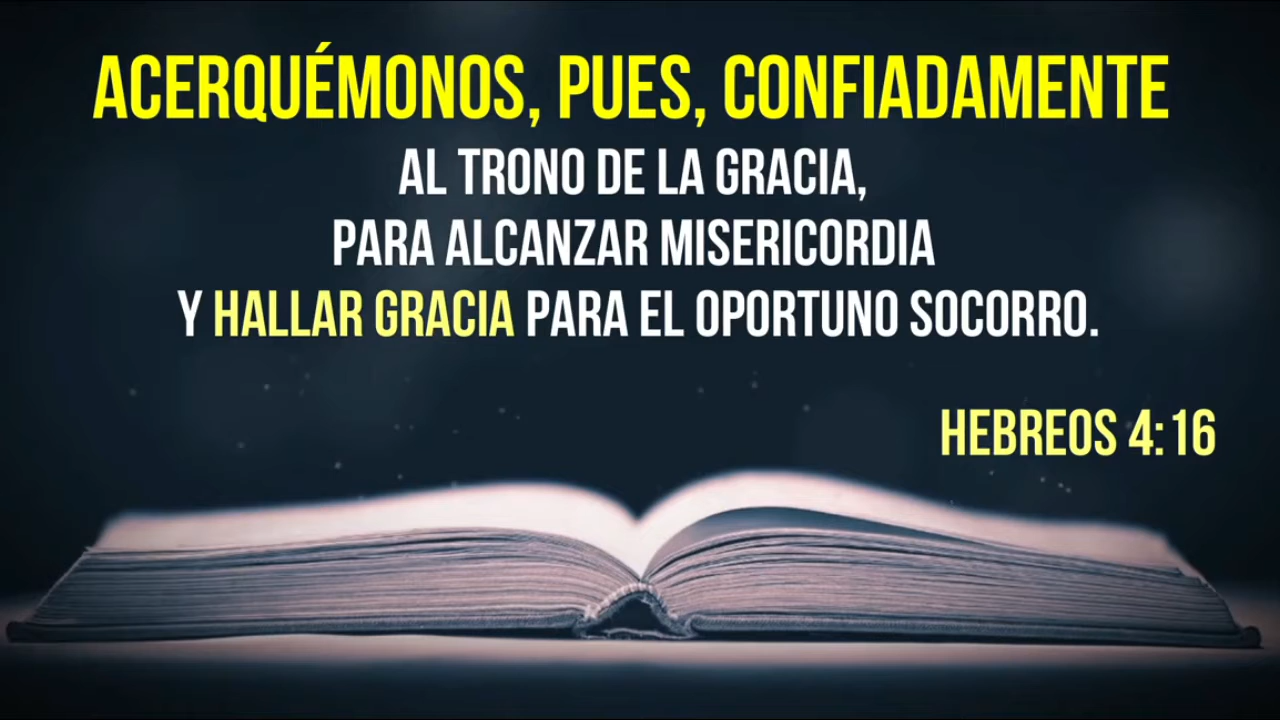 ACERQUÉMONOS, PUES, CONFIADAMENTE
AL TRONO DE LA GRACIA,
PARA ALCANZAR MISERICORDIA
Y HALLAR GRACIA PARA EL OPORTUNO SOCORRO.
HEBREOS 4:16